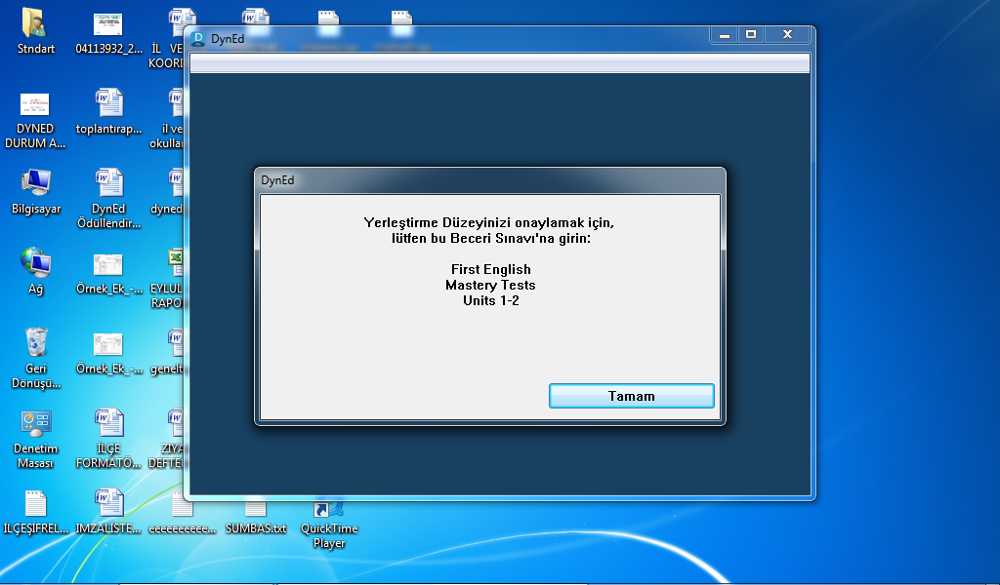 Stndart
04113932_2...
İL VE
KOORD
DynEd
DYNED
DURUM A...
toplantırap...
il ve
okullar
Bilgisayar
DynEd
Ödüllendir...
dyned
DynEd
Yerleştirme Düzeyinizi onaylamak için,
lütfen bu Beceri Sınavı'na girin:
First English
Mastery Tests
Units 1-2
Tamam
Ağ
Örnek_Ek_-...
EYLUL
RAPO
Geri
Dönüşü...
Örnek_Ek_-...
genelt
Denetim
Masası
İLÇE
FORMATÖ...
ZİYA
DEFTE
İLÇEŞİFREL...
IMZALISTE...
eeeeeeeeee...
SUMBAS.txt
QuickTime
Player